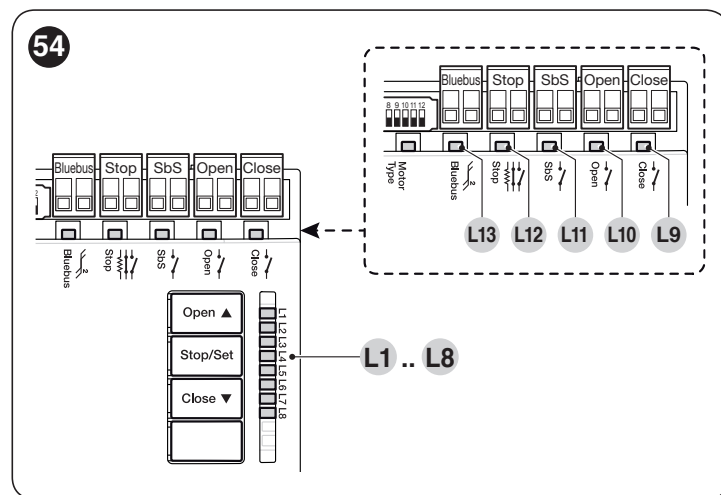 54
Bluebus Stop SbS Open Close
8 9 10 11 12
Motor Type
Bluebus
2
Stop
SbS
Open
Close
L13 L12 L11 L10 L9
Bluebus Stop SbS Open Close
Bluebus
2
Stop
SbS
Open
Close
Open ▲
Stop/Set
Close ▼
L1
L2
L3
L4
L5
L6
L7
L8
L1 .. L8